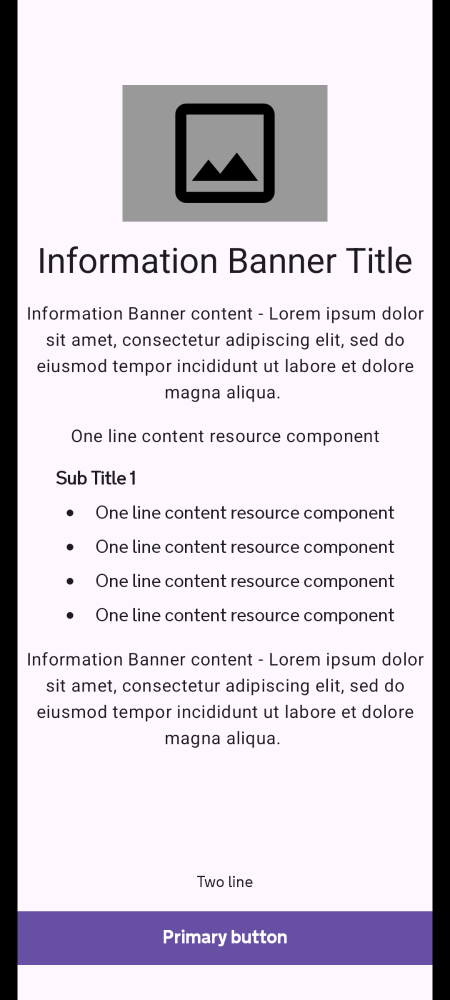 Information Banner Title
Information Banner content - Lorem ipsum dolor
sit amet, consectetur adipiscing elit, sed do
eiusmod tempor incididunt ut labore et dolore
magna aliqua.
One line content resource component
Sub Title 1
• One line content resource component
• One line content resource component
• One line content resource component
• One line content resource component
Information Banner content - Lorem ipsum dolor
sit amet, consectetur adipiscing elit, sed do
eiusmod tempor incididunt ut labore et dolore
magna aliqua.
Two line
Primary button